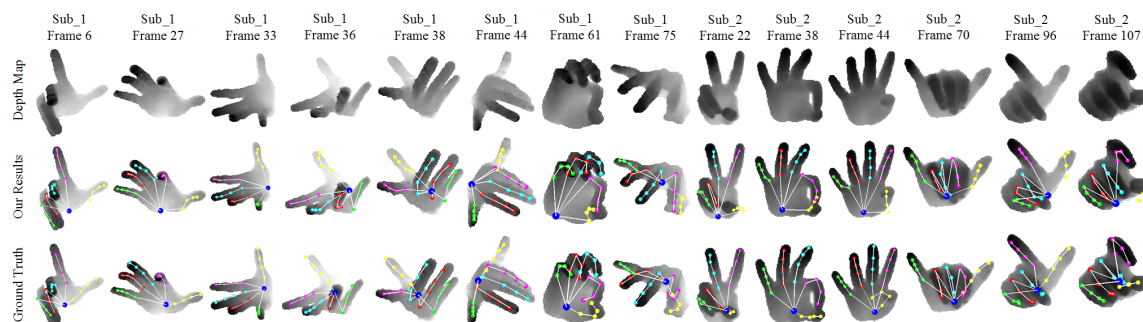 Sub_1 Sub_1 Sub_1 Sub_1 Sub_1 Sub_1 Sub_1 Sub_1 Sub_2 Sub_2 Sub_2 Sub_2 Sub_2 Sub_2
Frame 6 Frame 27 Frame 33 Frame 36 Frame 38 Frame 44 Frame 61 Frame 75 Frame 22 Frame 38 Frame 44 Frame 70 Frame 96 Frame 107
Depth Map
Our Results
Ground Truth